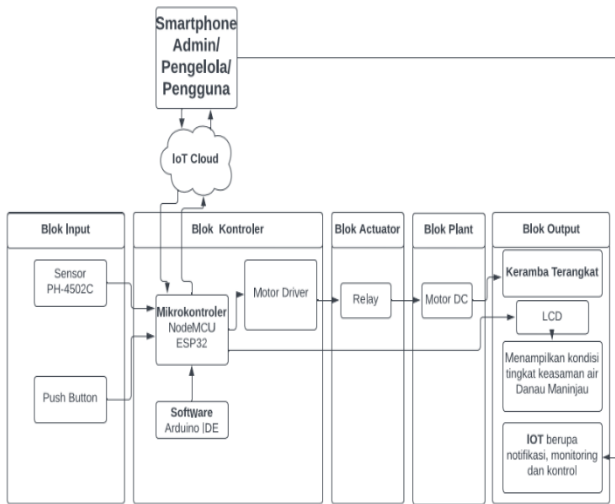 Smartphone
Admin/
Pengelola/
Pengguna
IoT Cloud
Blok Input
Sensor
PH-4502C
Push Button
Blok Kontroler
Mikrokontroler
NodeMCU
ESP32
Motor Driver
Software
Arduino IDE
Blok Actuator
Relay
Blok Plant
Motor DC
Blok Output
Keramba Terangkat
LCD
Menampilkan kondisi
tingkat keasaman air
Danau Maninjau
IOT berupa
notifikasi, monitoring
dan kontrol